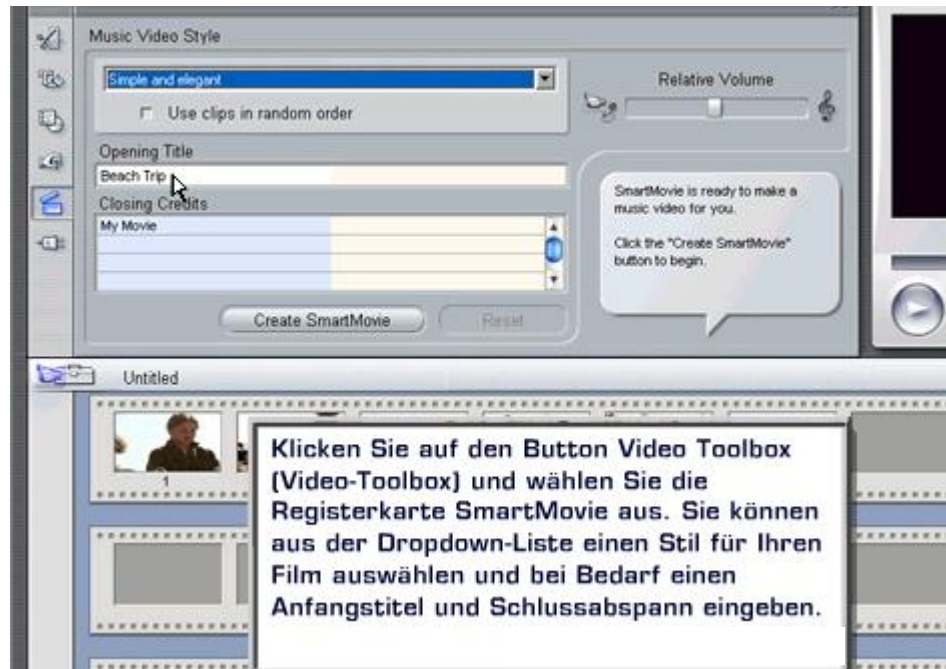 Music Video Style
Simple and elegant
Use clips in random order
Relative Volume
Opening Title
Beach Trip
Closing Credits
My Movie
SmartMovie is ready to make a
music video for you.
Click the "Create SmartMovie"
button to begin.
Create SmartMovie
Reset
Untitled
1
Klicken Sie auf den Button Video Toolbox
(Video-Toolbox) und wählen Sie die
Registerkarte SmartMovie aus. Sie können
aus der Dropdown-Liste einen Stil für Ihren
Film auswählen und bei Bedarf einen
Anfangstitel und Schlussabspann eingeben.